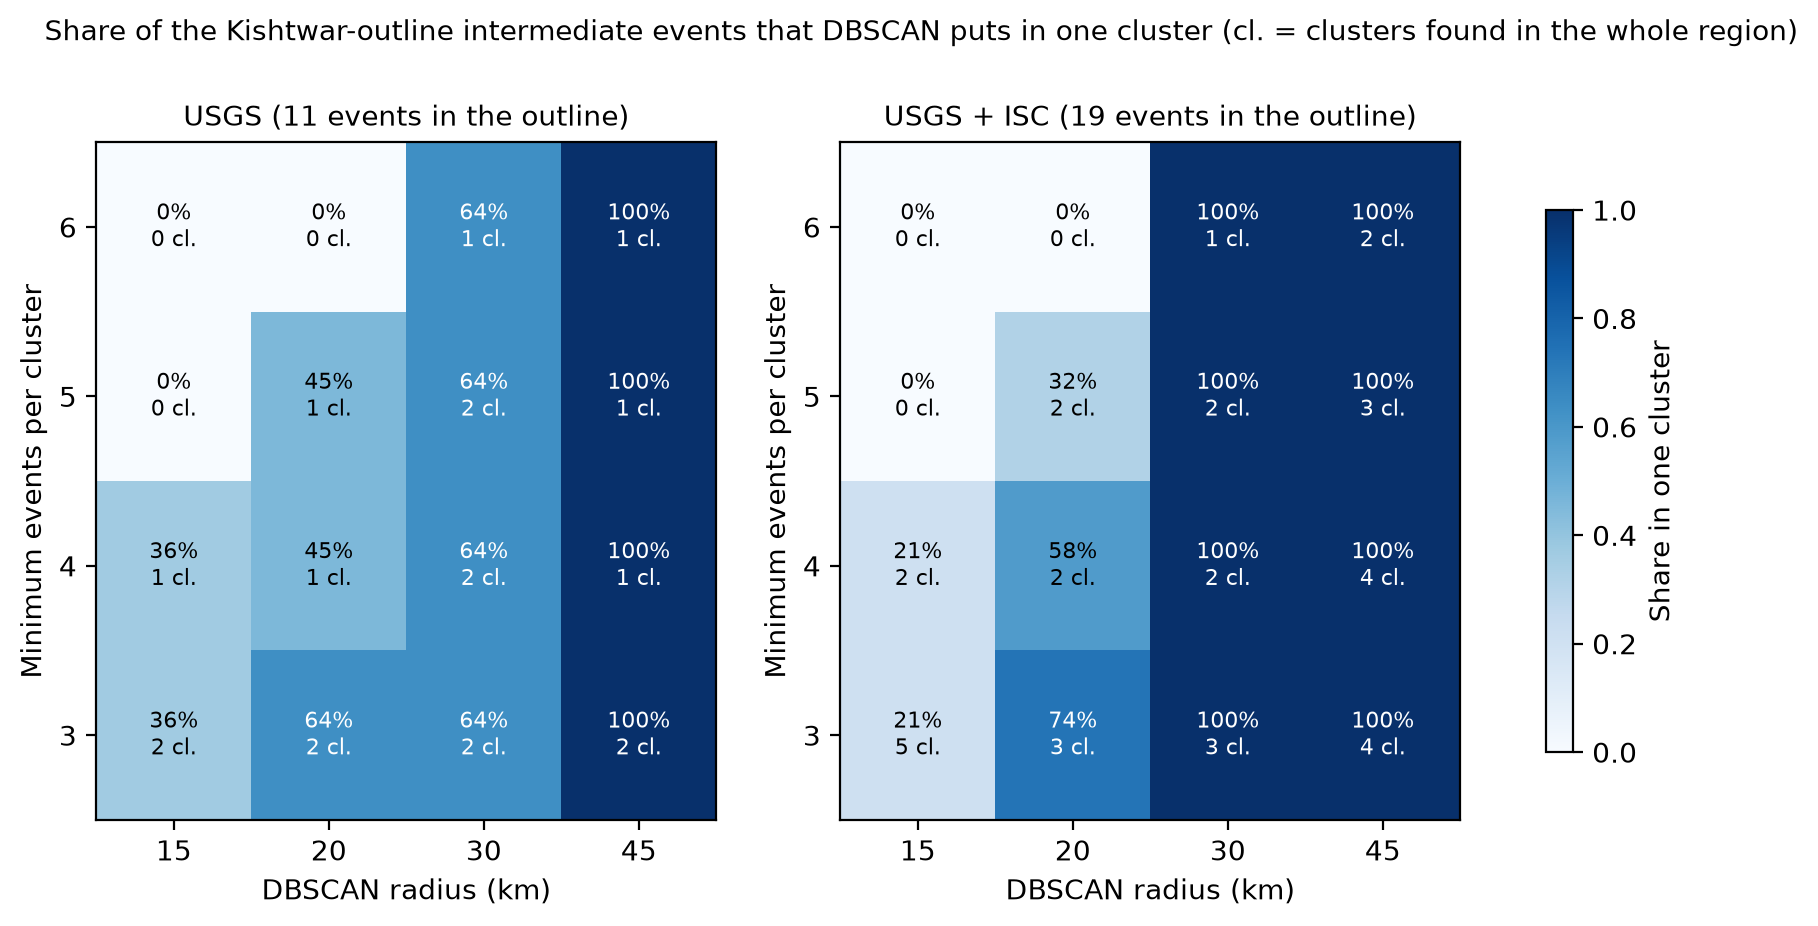 Share of the Kishtwar-outline intermediate events that DBSCAN puts in one cluster (cl. = clusters found in the whole region)
USGS (11 events in the outline)
Minimum events per cluster
6
0%
0 cl.
0%
0 cl.
64%
1 cl.
100%
1 cl.
5
0%
0 cl.
45%
1 cl.
64%
2 cl.
100%
1 cl.
4
36%
1 cl.
45%
1 cl.
64%
2 cl.
100%
1 cl.
3
36%
2 cl.
64%
2 cl.
64%
2 cl.
100%
2 cl.
15 20 30 45
DBSCAN radius (km)
USGS + ISC (19 events in the outline)
Minimum events per cluster
6
0%
0 cl.
0%
0 cl.
100%
1 cl.
100%
2 cl.
5
0%
0 cl.
32%
2 cl.
100%
2 cl.
100%
3 cl.
4
21%
2 cl.
58%
2 cl.
100%
2 cl.
100%
4 cl.
3
21%
5 cl.
74%
3 cl.
100%
3 cl.
100%
4 cl.
15 20 30 45
DBSCAN radius (km)
1.0
0.8
0.6
0.4
0.2
0.0
Share in one cluster